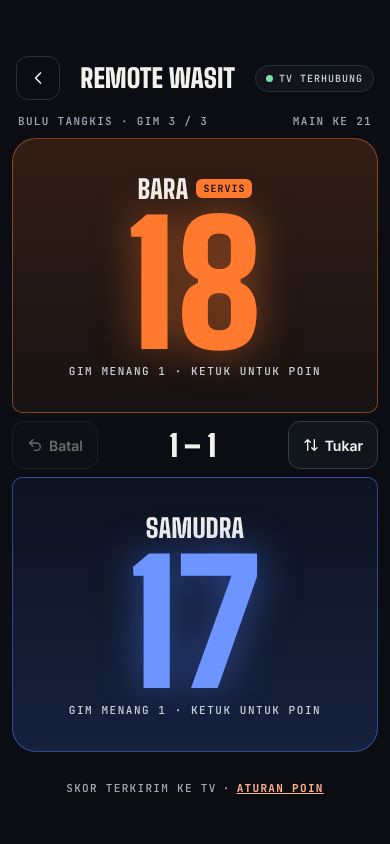 REMOTE WASIT
TV TERHUBUNG
BULU TANGKIS · GIM 3 / 3
MAIN KE 21
BARA SERVIS
18
GIM MENANG 1 · KETUK UNTUK POIN
Batal
1 – 1
Tukar
SAMUDRA
17
GIM MENANG 1 · KETUK UNTUK POIN
SKOR TERKIRIM KE TV · ATURAN POIN